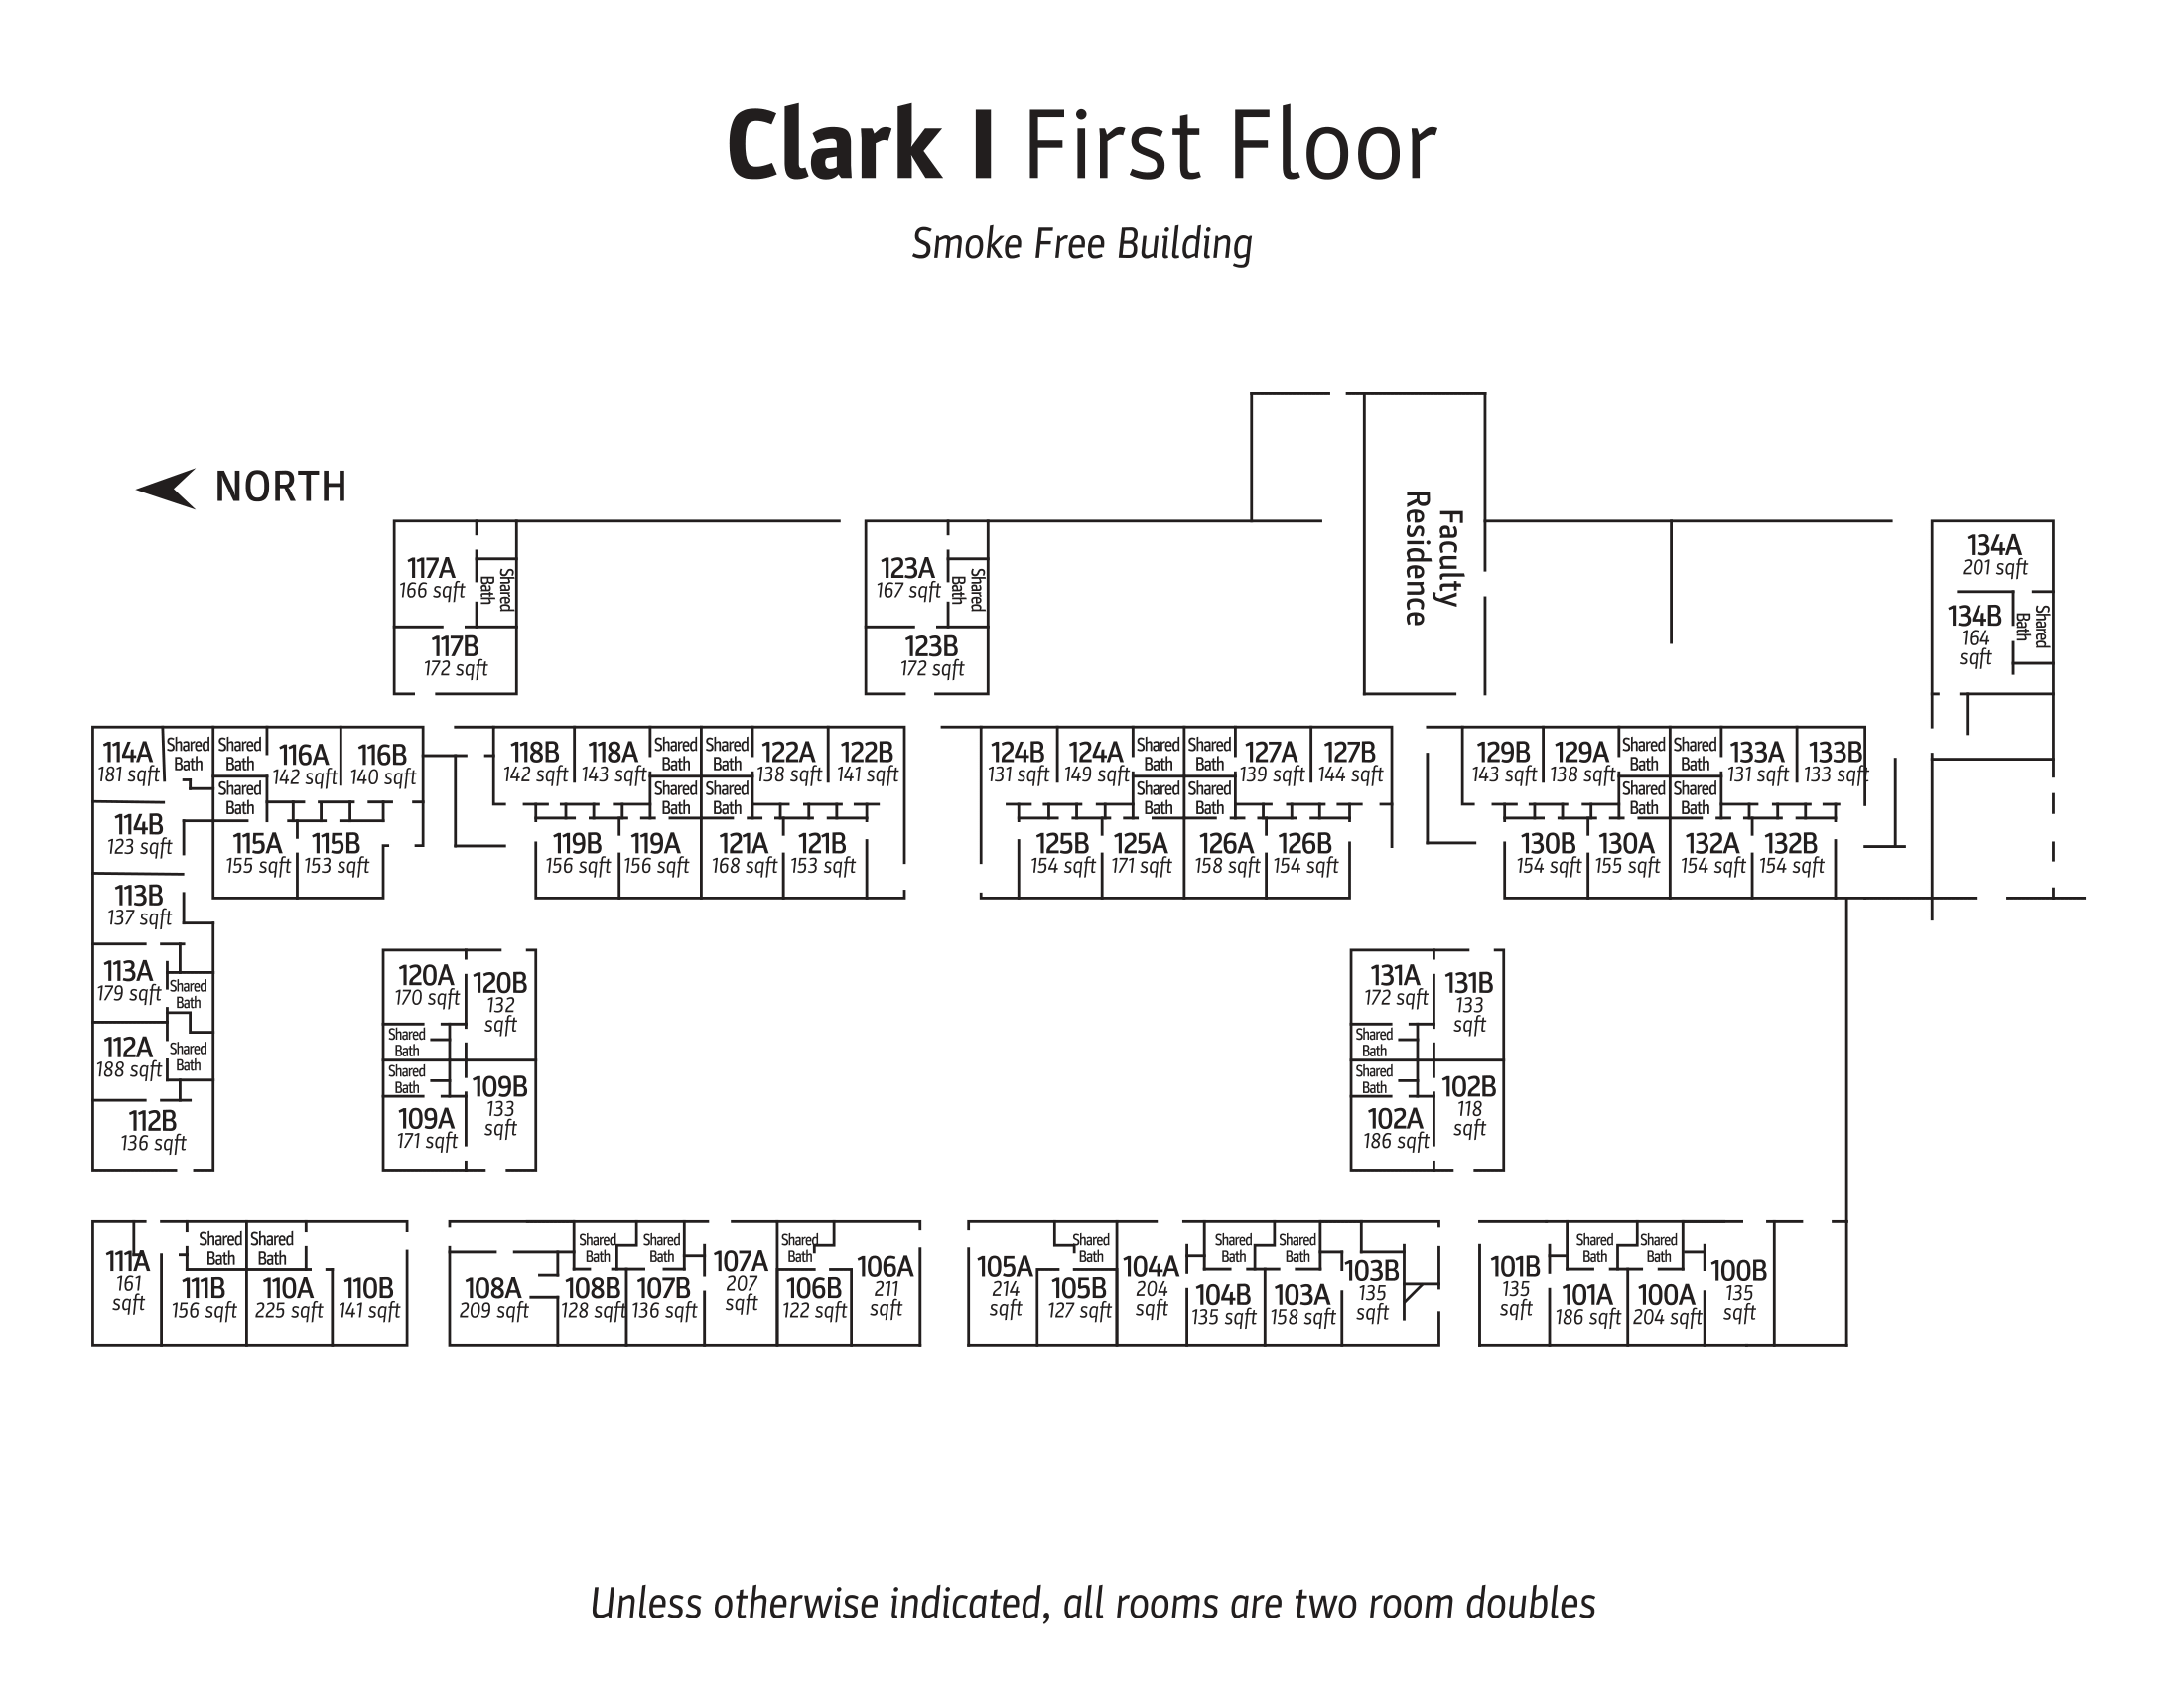 Clark I First Floor
Smoke Free Building
NORTH
Faculty
Residence
117A
166 sqft
Shared
Bath
117B
172 sqft
123A
167 sqft
Shared
Bath
123B
172 sqft
134A
201 sqft
134B
164
sqft
Shared
Bath
114A
181 sqft
Shared
Bath
Shared
Bath
116A
142 sqft
116B
140 sqft
Shared
Bath
114B
123 sqft
115A
155 sqft
115B
153 sqft
118B
142 sqft
118A
143 sqft
Shared
Bath
Shared
Bath
122A
138 sqft
122B
141 sqft
Shared
Bath
Shared
Bath
119B
156 sqft
119A
156 sqft
121A
168 sqft
121B
153 sqft
124B
131 sqft
124A
149 sqft
Shared
Bath
Shared
Bath
127A
139 sqft
127B
144 sqft
Shared
Bath
Shared
Bath
125B
154 sqft
125A
171 sqft
126A
158 sqft
126B
154 sqft
129B
143 sqft
129A
138 sqft
Shared
Bath
Shared
Bath
133A
131 sqft
133B
133 sqft
Shared
Bath
Shared
Bath
130B
154 sqft
130A
155 sqft
132A
154 sqft
132B
154 sqft
113B
137 sqft
113A
179 sqft
Shared
Bath
112A
188 sqft
Shared
Bath
112B
136 sqft
120A
170 sqft
120B
132
sqft
Shared
Bath
Shared
Bath
109A
171 sqft
109B
133
sqft
131A
172 sqft
131B
133
sqft
Shared
Bath
Shared
Bath
102A
186 sqft
102B
118
sqft
111A
161
sqft
Shared
Bath
Shared
Bath
111B
156 sqft
110A
225 sqft
110B
141 sqft
108A
209 sqft
Shared
Bath
Shared
Bath
108B
128 sqft
107B
136 sqft
107A
207
sqft
Shared
Bath
106B
122 sqft
106A
211
sqft
105A
214
sqft
Shared
Bath
105B
127 sqft
104A
204
sqft
Shared
Bath
Shared
Bath
104B
135 sqft
103A
158 sqft
103B
135
sqft
101B
135
sqft
Shared
Bath
Shared
Bath
101A
186 sqft
100A
204 sqft
100B
135
sqft
Unless otherwise indicated, all rooms are two room doubles